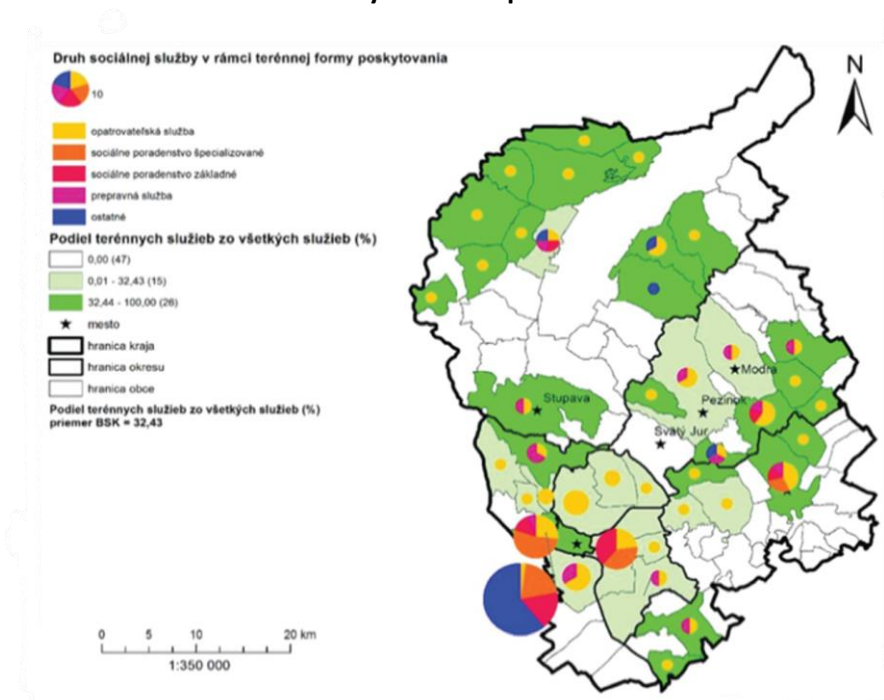 Druh sociálnej služby v rámci terénnej formy poskytovania
10
opatrovateľská služba
sociálne poradenstvo špecializované
sociálne poradenstvo základné
prepravná služba
ostatné
Podiel terénnych služieb zo všetkých služieb (%)
0,00 (47)
0,01 - 32,43 (15)
32,44 - 100,00 (26)
mesto
hranica kraja
hranica okresu
hranica obce
Podiel terénnych služieb zo všetkých služieb (%)
priemer BSK = 32,43
N
Modra
Stupava
Pezinok
Svätý Jur
0 5 10 20 km
1:350 000